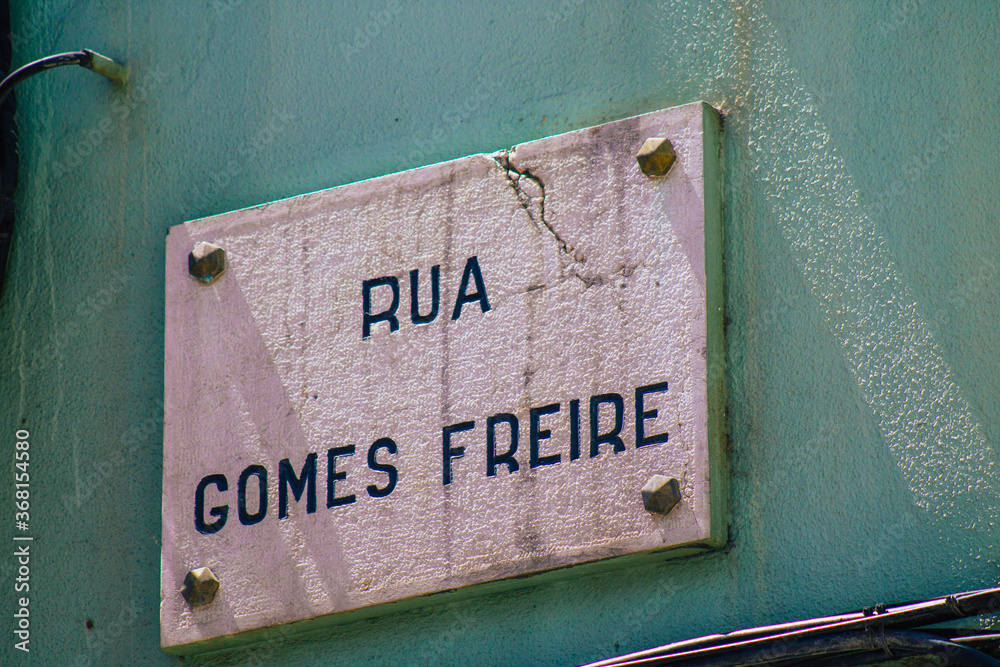 RUA
GOMES FREIRE
Adobe Stock | #368154580